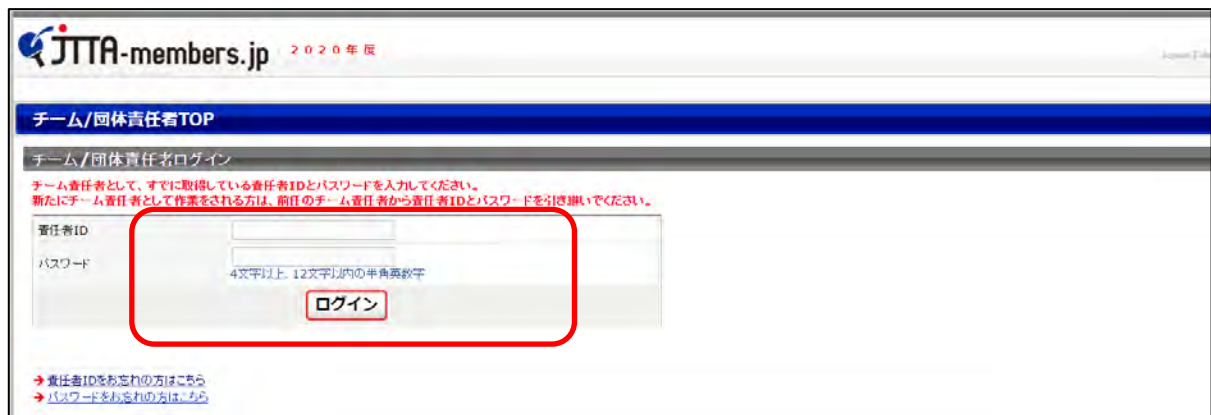 JTTA-members.jp 2020年度
チーム/団体責任者TOP
チーム/団体責任者ログイン
チーム責任者として、すでに取得している責任者IDとパスワードを入力してください。
新たにチーム責任者として作業をされる方は、前任のチーム責任者から責任者IDとパスワードを引き継いでください。
責任者ID
パスワード
4文字以上、12文字以内の半角英数字
ログイン
➔責任者IDをお忘れの方はこちら
➔パスワードをお忘れの方はこちら